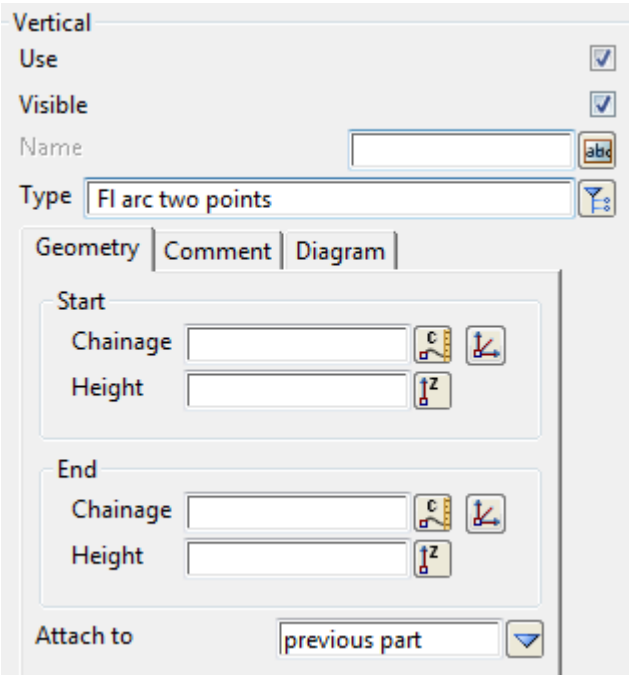 Vertical
Use
Visible
Name abc
Type Fl arc two points
Geometry Comment Diagram
Start
Chainage C
Height Z
End
Chainage C
Height Z
Attach to previous part